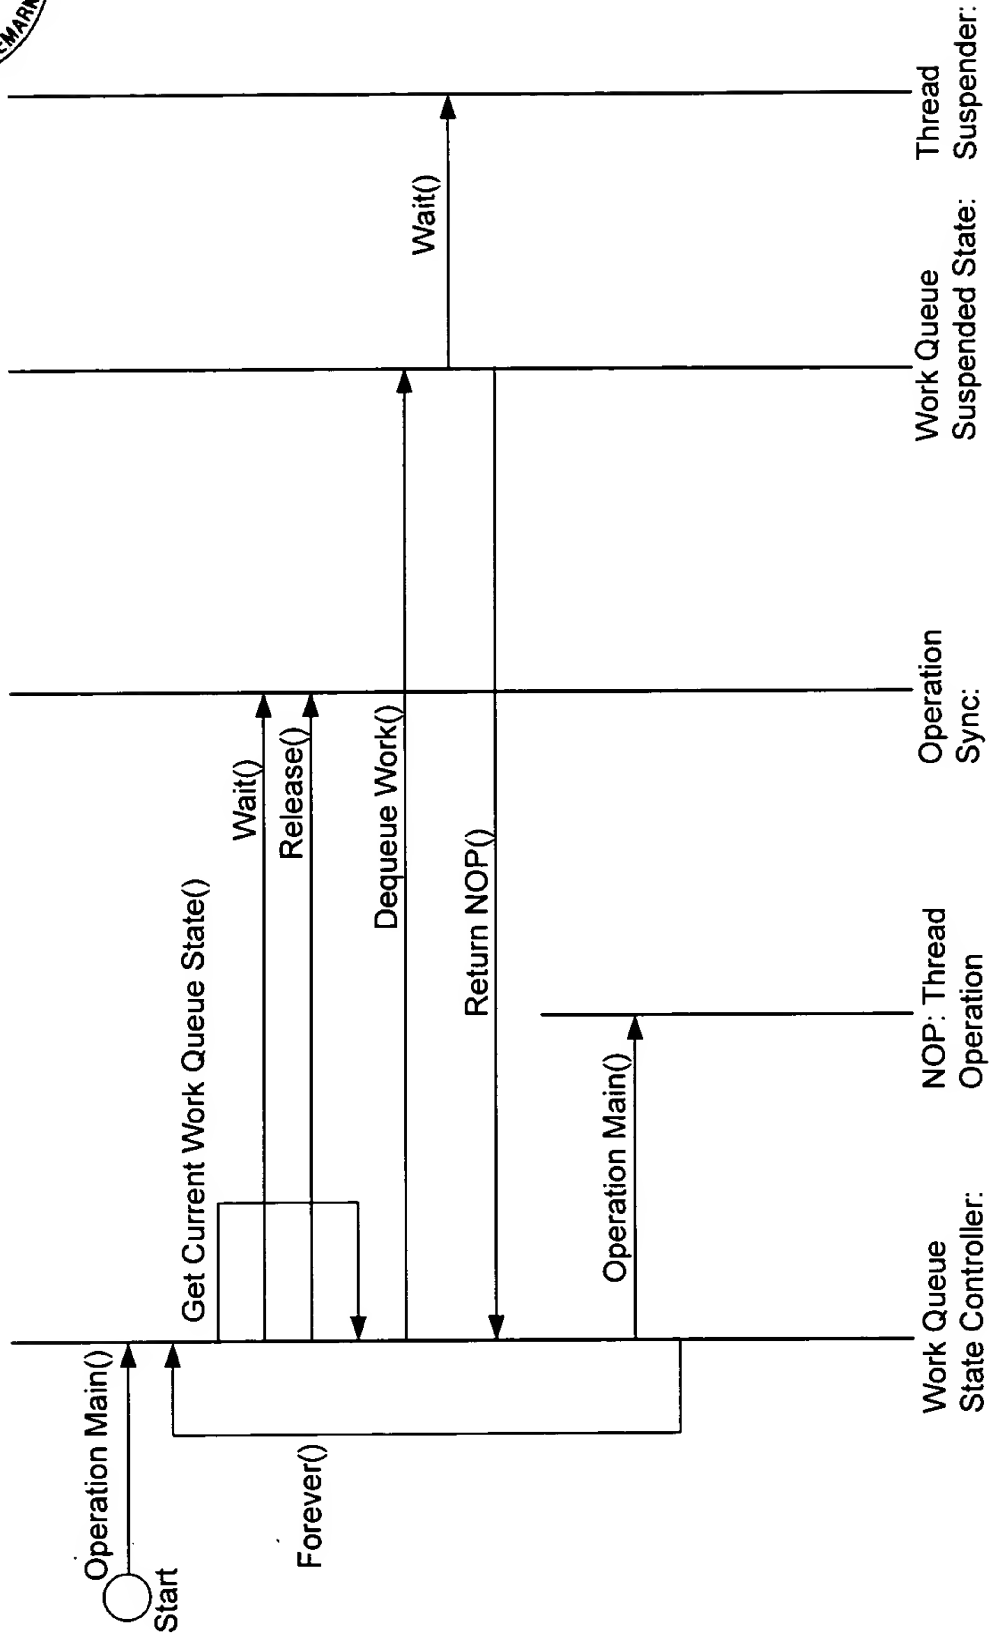 EMARK
Operation Main()
Start
Get Current Work Queue State()
Wait()
Release()
Forever()
Dequeue Work()
Wait()
Return NOP()
Operation Main()
Work Queue
State Controller:
NOP: Thread
Operation
Operation
Sync:
Work Queue
Suspended State:
Thread
Suspender: